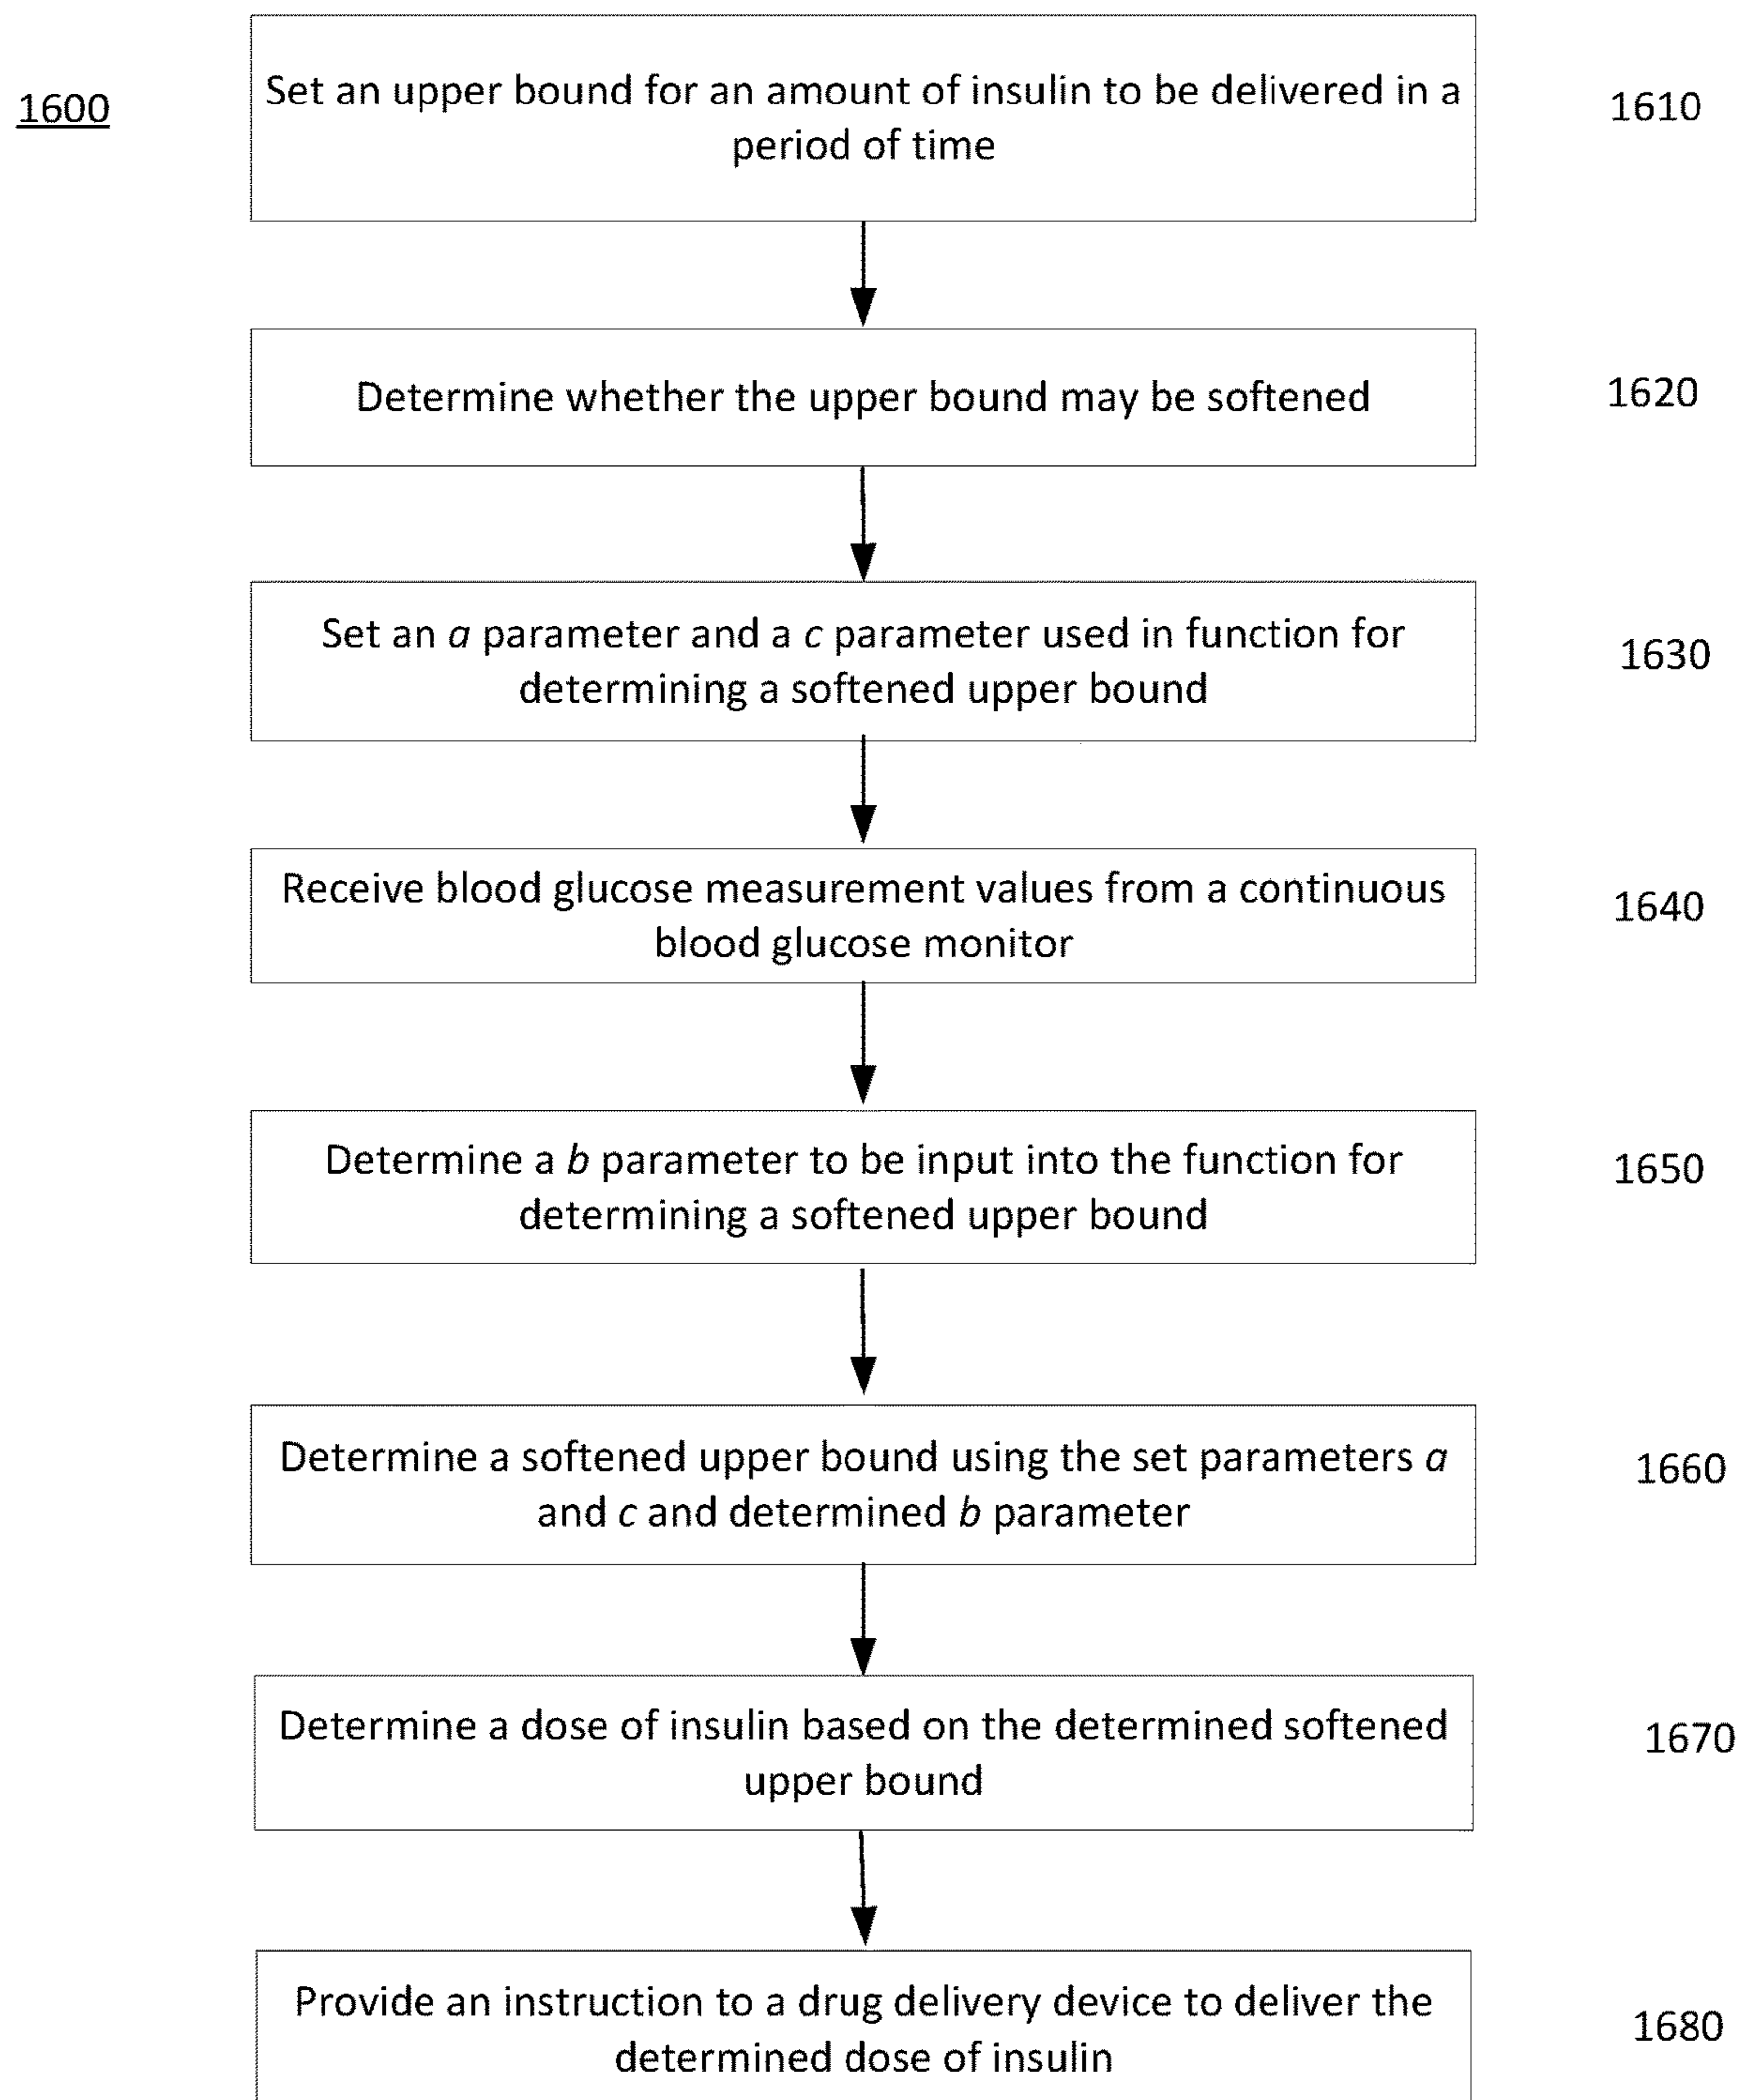 1600
Set an upper bound for an amount of insulin to be delivered in a
period of time
1610
Determine whether the upper bound may be softened
1620
Set an a parameter and a c parameter used in function for
determining a softened upper bound
1630
Receive blood glucose measurement values from a continuous
blood glucose monitor
1640
Determine a b parameter to be input into the function for
determining a softened upper bound
1650
Determine a softened upper bound using the set parameters a
and c and determined b parameter
1660
Determine a dose of insulin based on the determined softened
upper bound
1670
Provide an instruction to a drug delivery device to deliver the
determined dose of insulin
1680